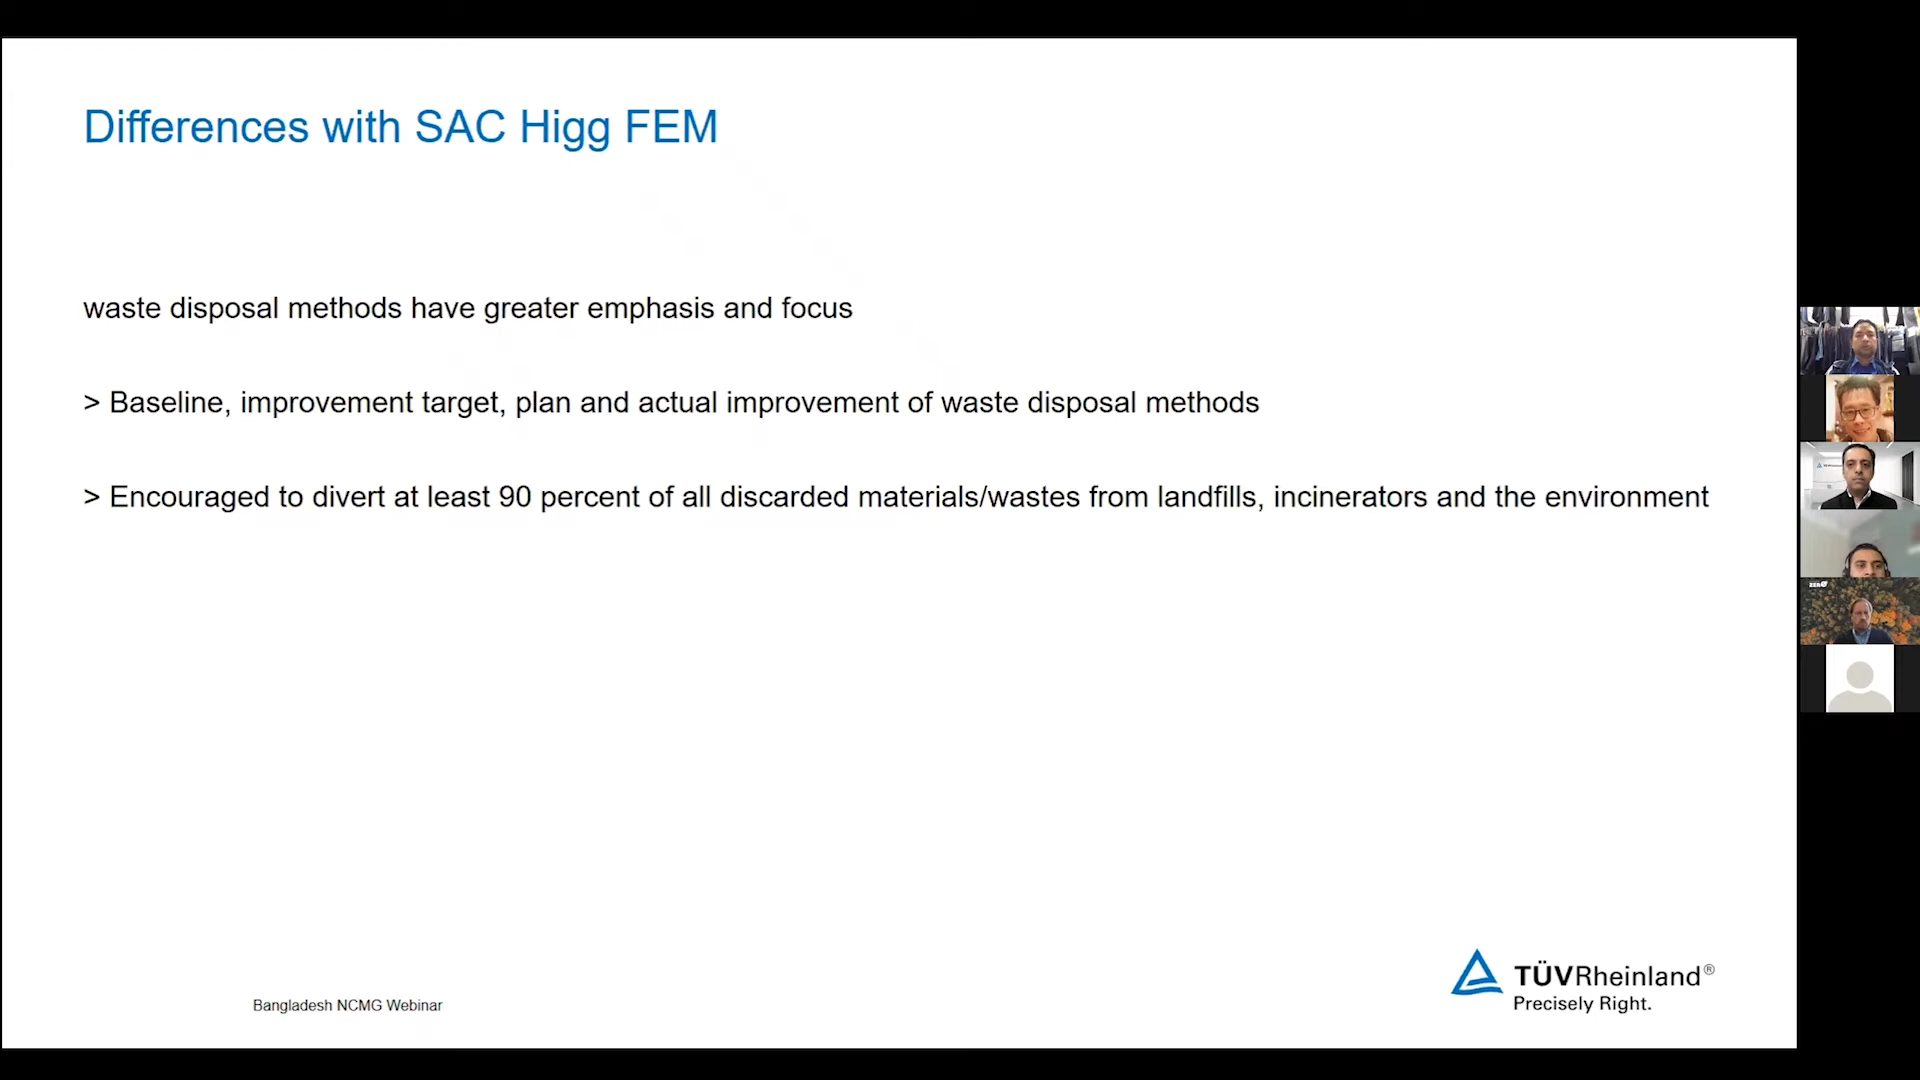 Differences with SAC Higg FEM
waste disposal methods have greater emphasis and focus
> Baseline, improvement target, plan and actual improvement of waste disposal methods
> Encouraged to divert at least 90 percent of all discarded materials/wastes from landfills, incinerators and the environment
Bangladesh NCMG Webinar
TÜVRheinland®
Precisely Right.
ZERO